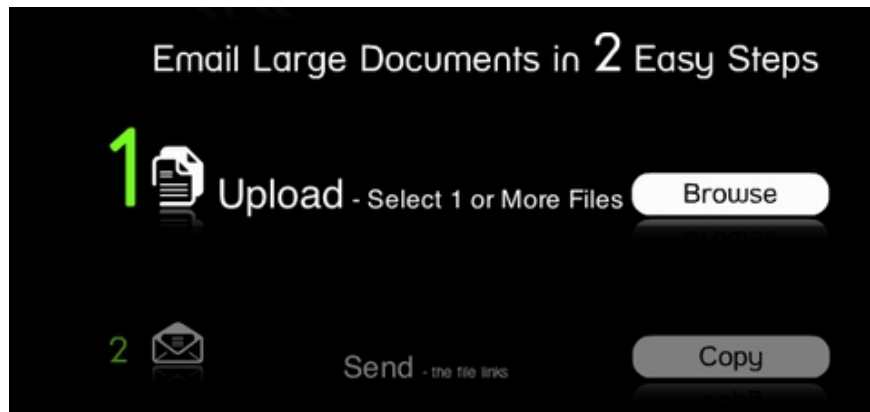 Email Large Documents in 2 Easy Steps
1 Upload - Select 1 or More Files Browse
2 Send - the file links Copy